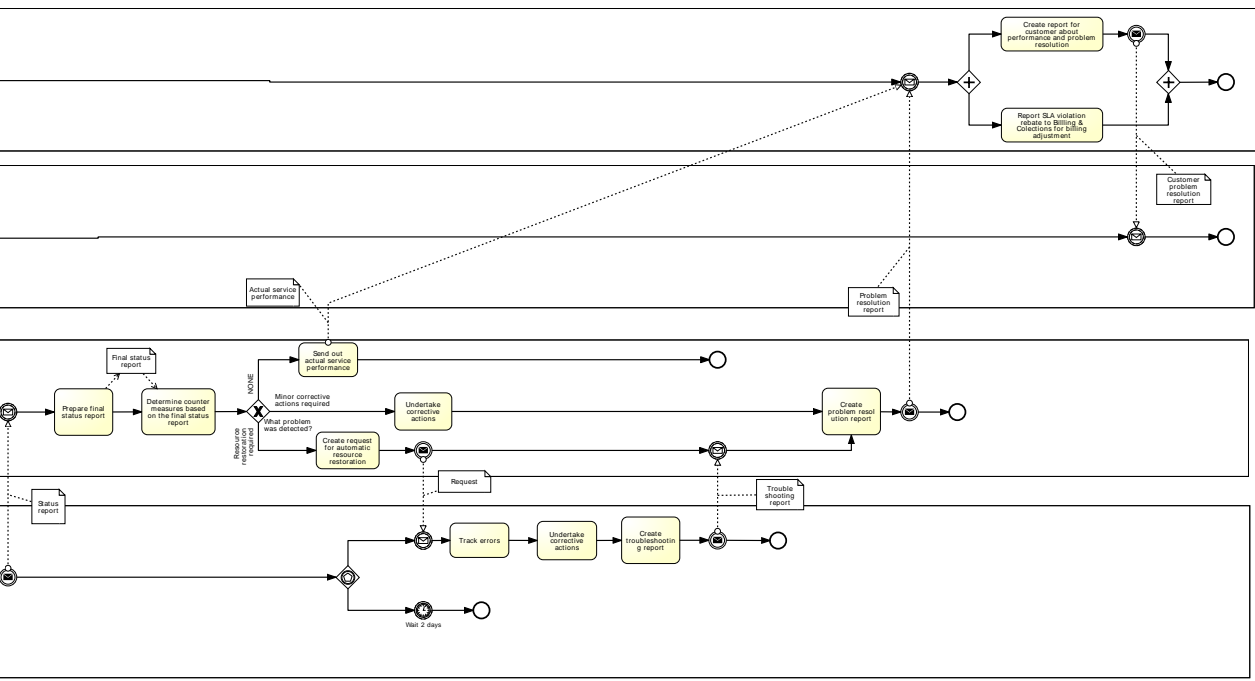 Create report for
customer about
performance and problem
resolution
Report SLA violation
rebate to Billling &
Colections for billing
adjustment
Customer
problem
resolution
report
Actual service
performance
Problem
resolution
report
Final status
report
Send out
actual service
performance
NONE
Prepare final
status report
Determine counter
measures based
on the final status
report
Minor corrective
actions required
What problem
was detected?
Resource
restoration
required
Undertake
corrective
actions
Create request
for automatic
resource
restoration
Create
problem resol
ution report
Request
Status
report
Trouble
shooting
report
Track errors
Undertake
corrective
actions
Create
troubleshootin
g report
Wait 2 days